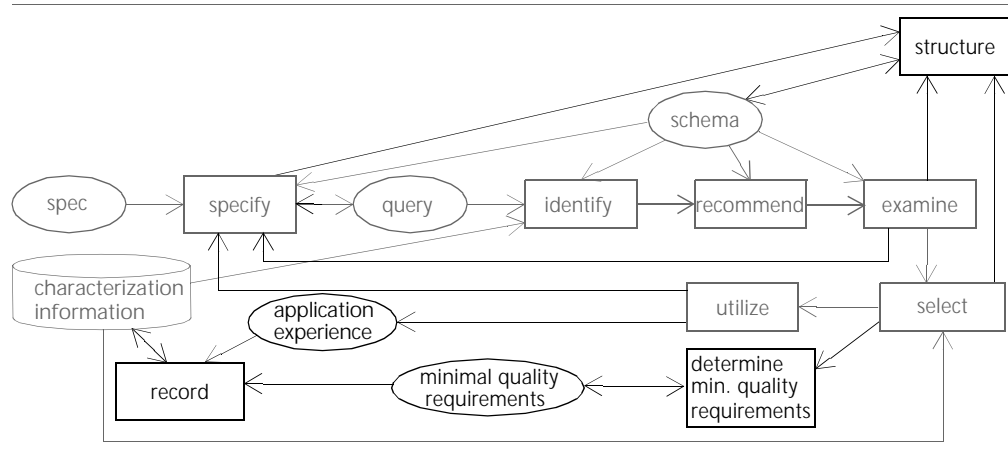 structure
schema
spec
specify
query
identify
recommend
examine
characterization
information
application
experience
utilize
select
record
minimal quality
requirements
determine
min. quality
requirements